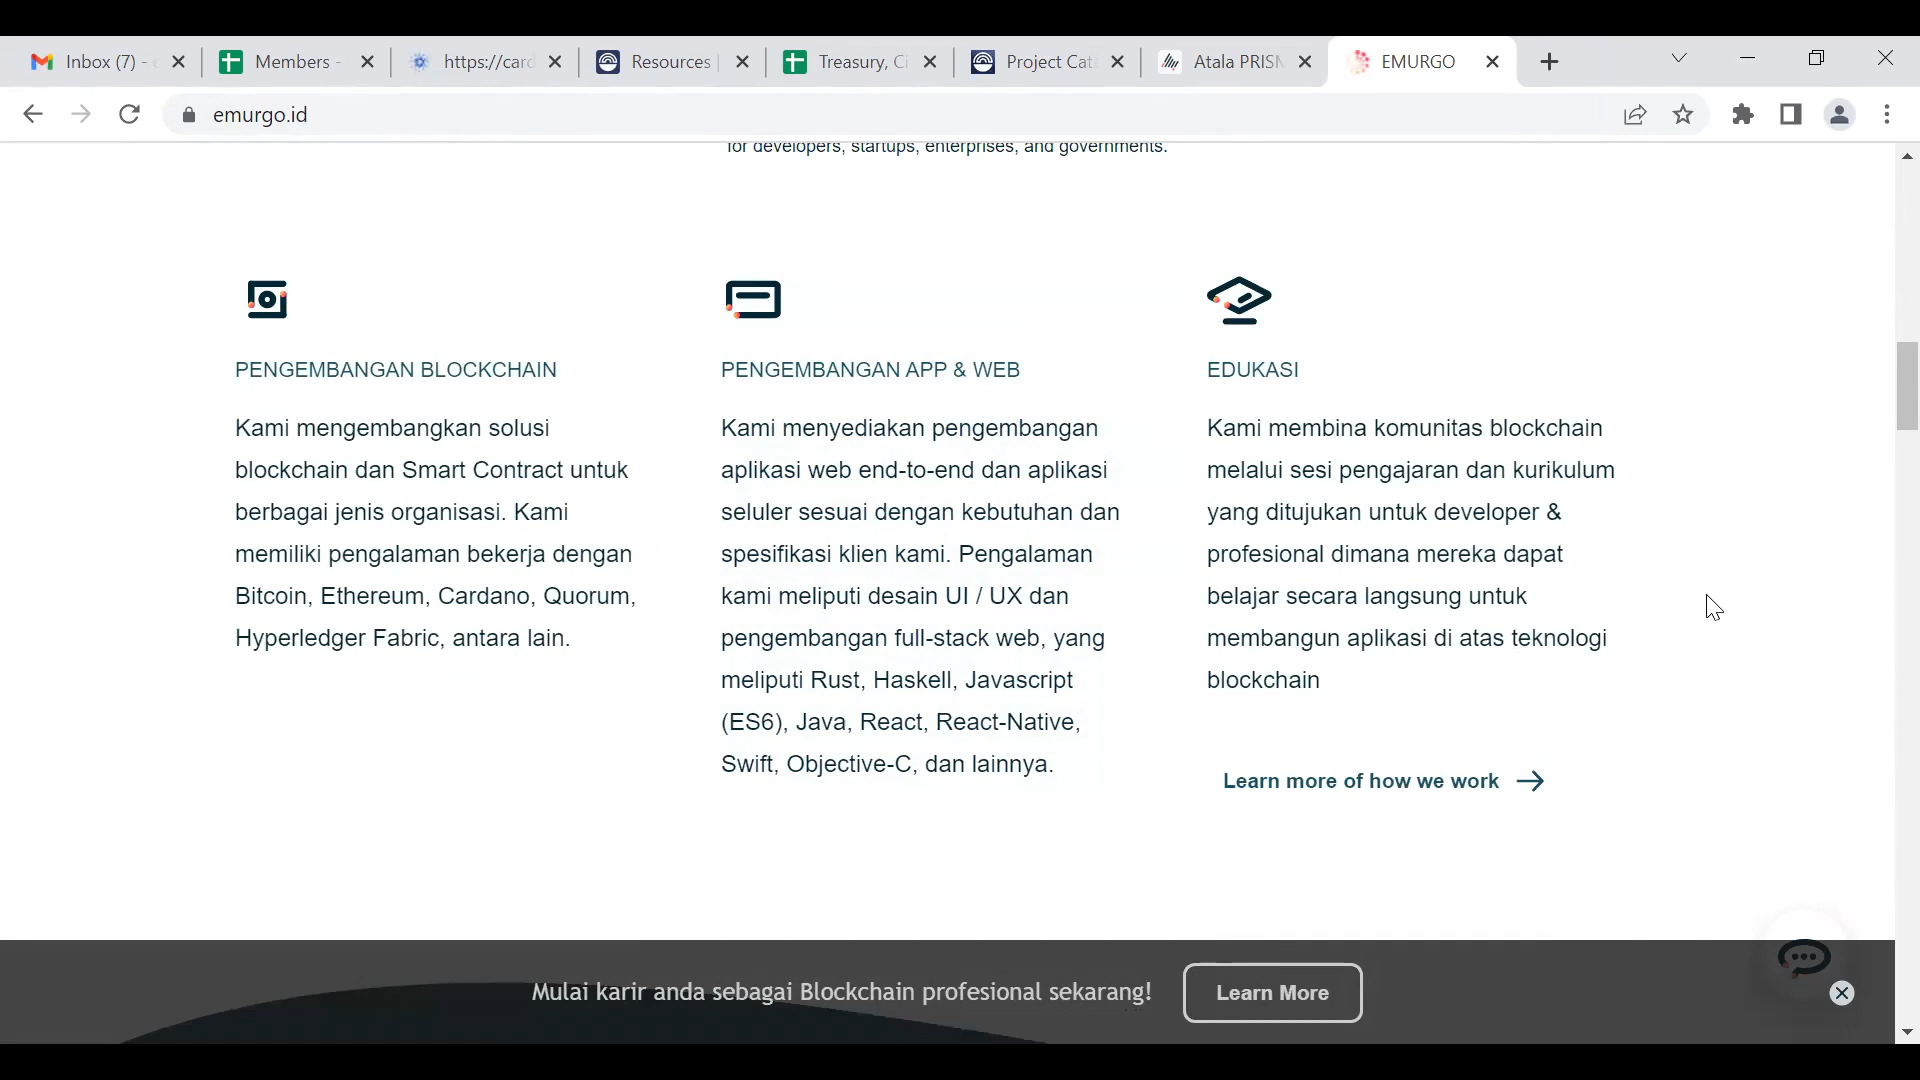 Inbox (7) -
Members -
https://card
Resources
Treasury, Ci
Project Cat
Atala PRISM
EMURGO
emurgo.id
for developers, startups, enterprises, and governments.
PENGEMBANGAN BLOCKCHAIN
Kami mengembangkan solusi
blockchain dan Smart Contract untuk
berbagai jenis organisasi. Kami
memiliki pengalaman bekerja dengan
Bitcoin, Ethereum, Cardano, Quorum,
Hyperledger Fabric, antara lain.
PENGEMBANGAN APP & WEB
Kami menyediakan pengembangan
aplikasi web end-to-end dan aplikasi
seluler sesuai dengan kebutuhan dan
spesifikasi klien kami. Pengalaman
kami meliputi desain UI / UX dan
pengembangan full-stack web, yang
meliputi Rust, Haskell, Javascript
(ES6), Java, React, React-Native,
Swift, Objective-C, dan lainnya.
EDUKASI
Kami membina komunitas blockchain
melalui sesi pengajaran dan kurikulum
yang ditujukan untuk developer &
profesional dimana mereka dapat
belajar secara langsung untuk
membangun aplikasi di atas teknologi
blockchain
Learn more of how we work
Mulai karir anda sebagai Blockchain profesional sekarang!
Learn More